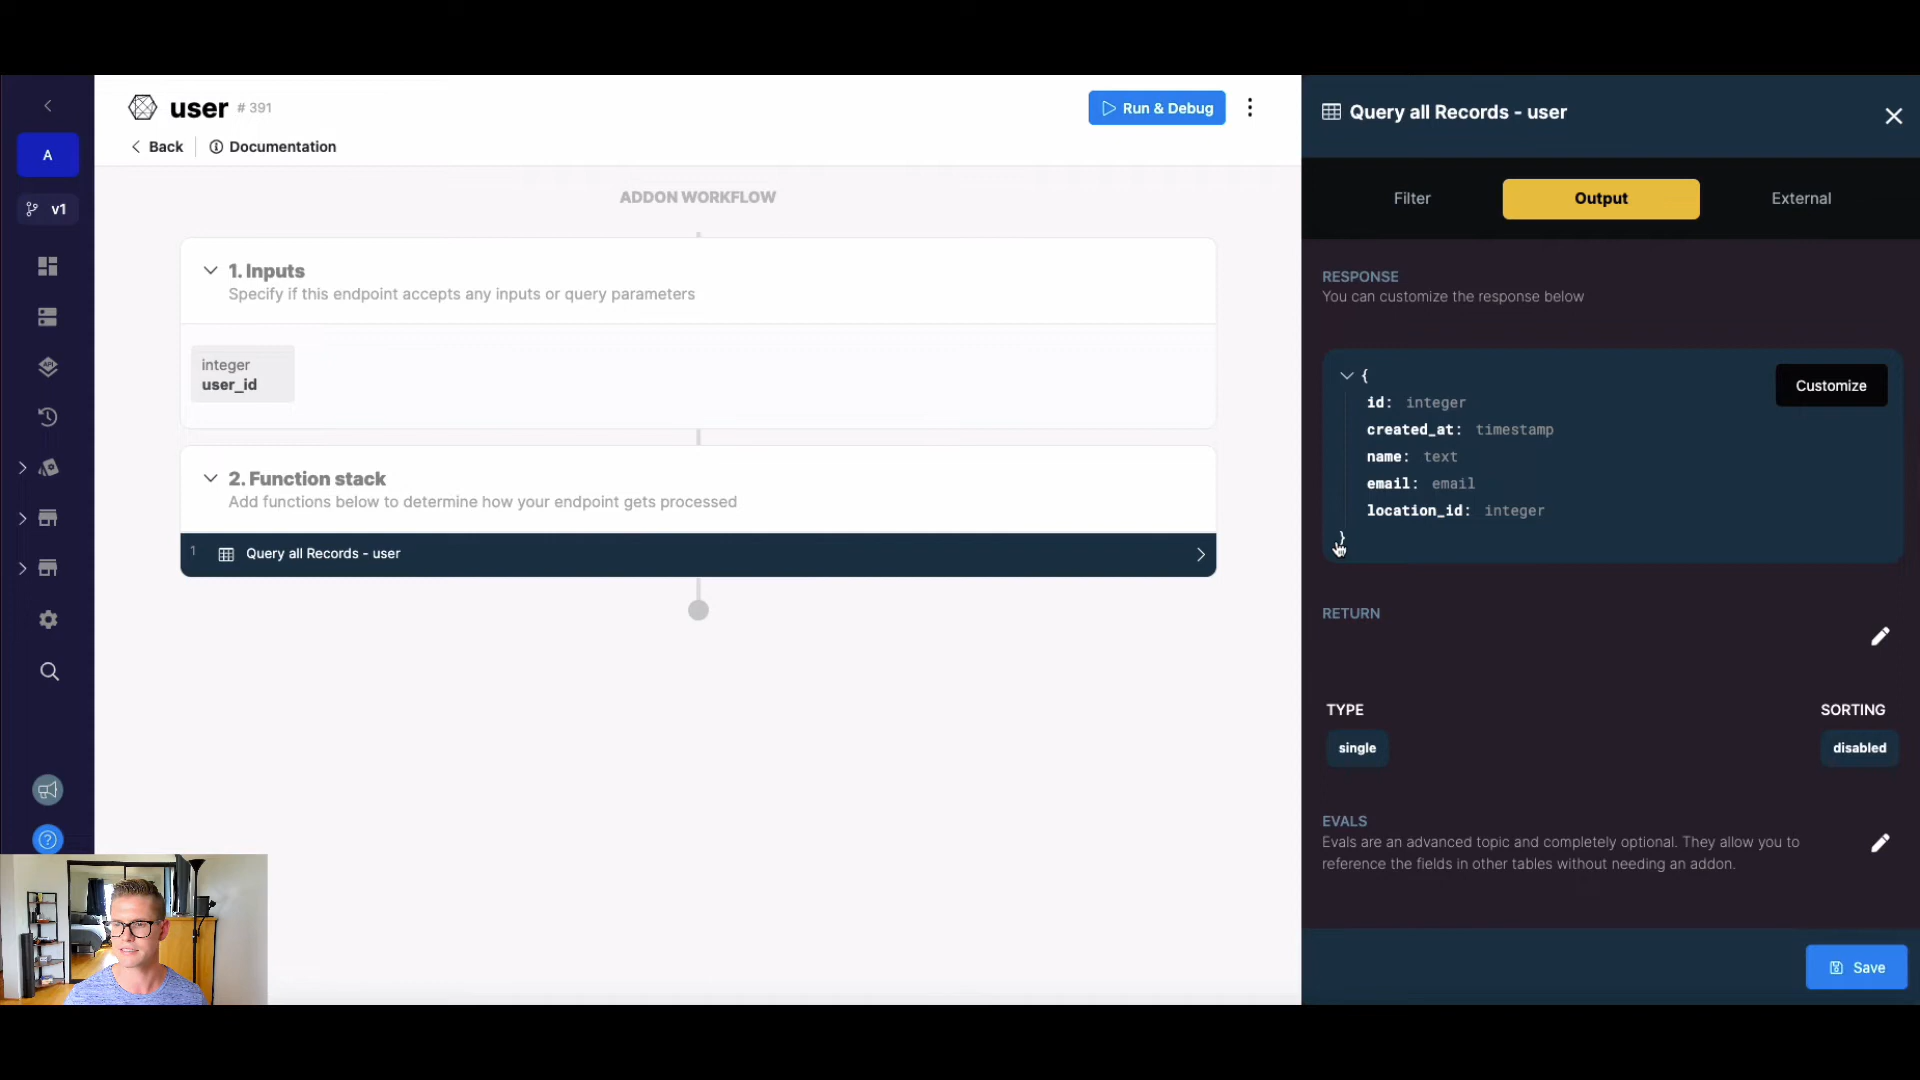 user # 391
Run & Debug
Back
Documentation
A
v1
ADDON WORKFLOW
1. Inputs
Specify if this endpoint accepts any inputs or query parameters
integer
user_id
2. Function stack
Add functions below to determine how your endpoint gets processed
1 Query all Records - user
Query all Records - user
Filter
Output
External
RESPONSE
You can customize the response below
{
Customize
id: integer
created_at: timestamp
name: text
email: email
location_id: integer
}
RETURN
TYPE
SORTING
single
disabled
EVALS
Evals are an advanced topic and completely optional. They allow you to
reference the fields in other tables without needing an addon.
Save